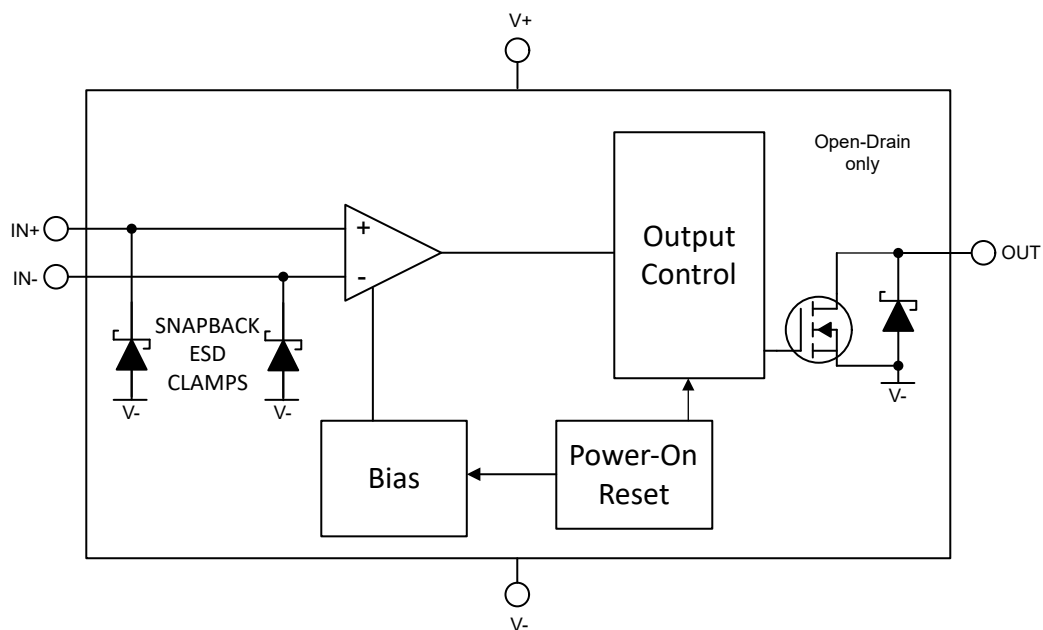 V+
Open-Drain
only
IN+
+
Output
Control
IN-
-
OUT
SNAPBACK
ESD
CLAMPS
V-
V-
V-
Bias
Power-On
Reset
V-